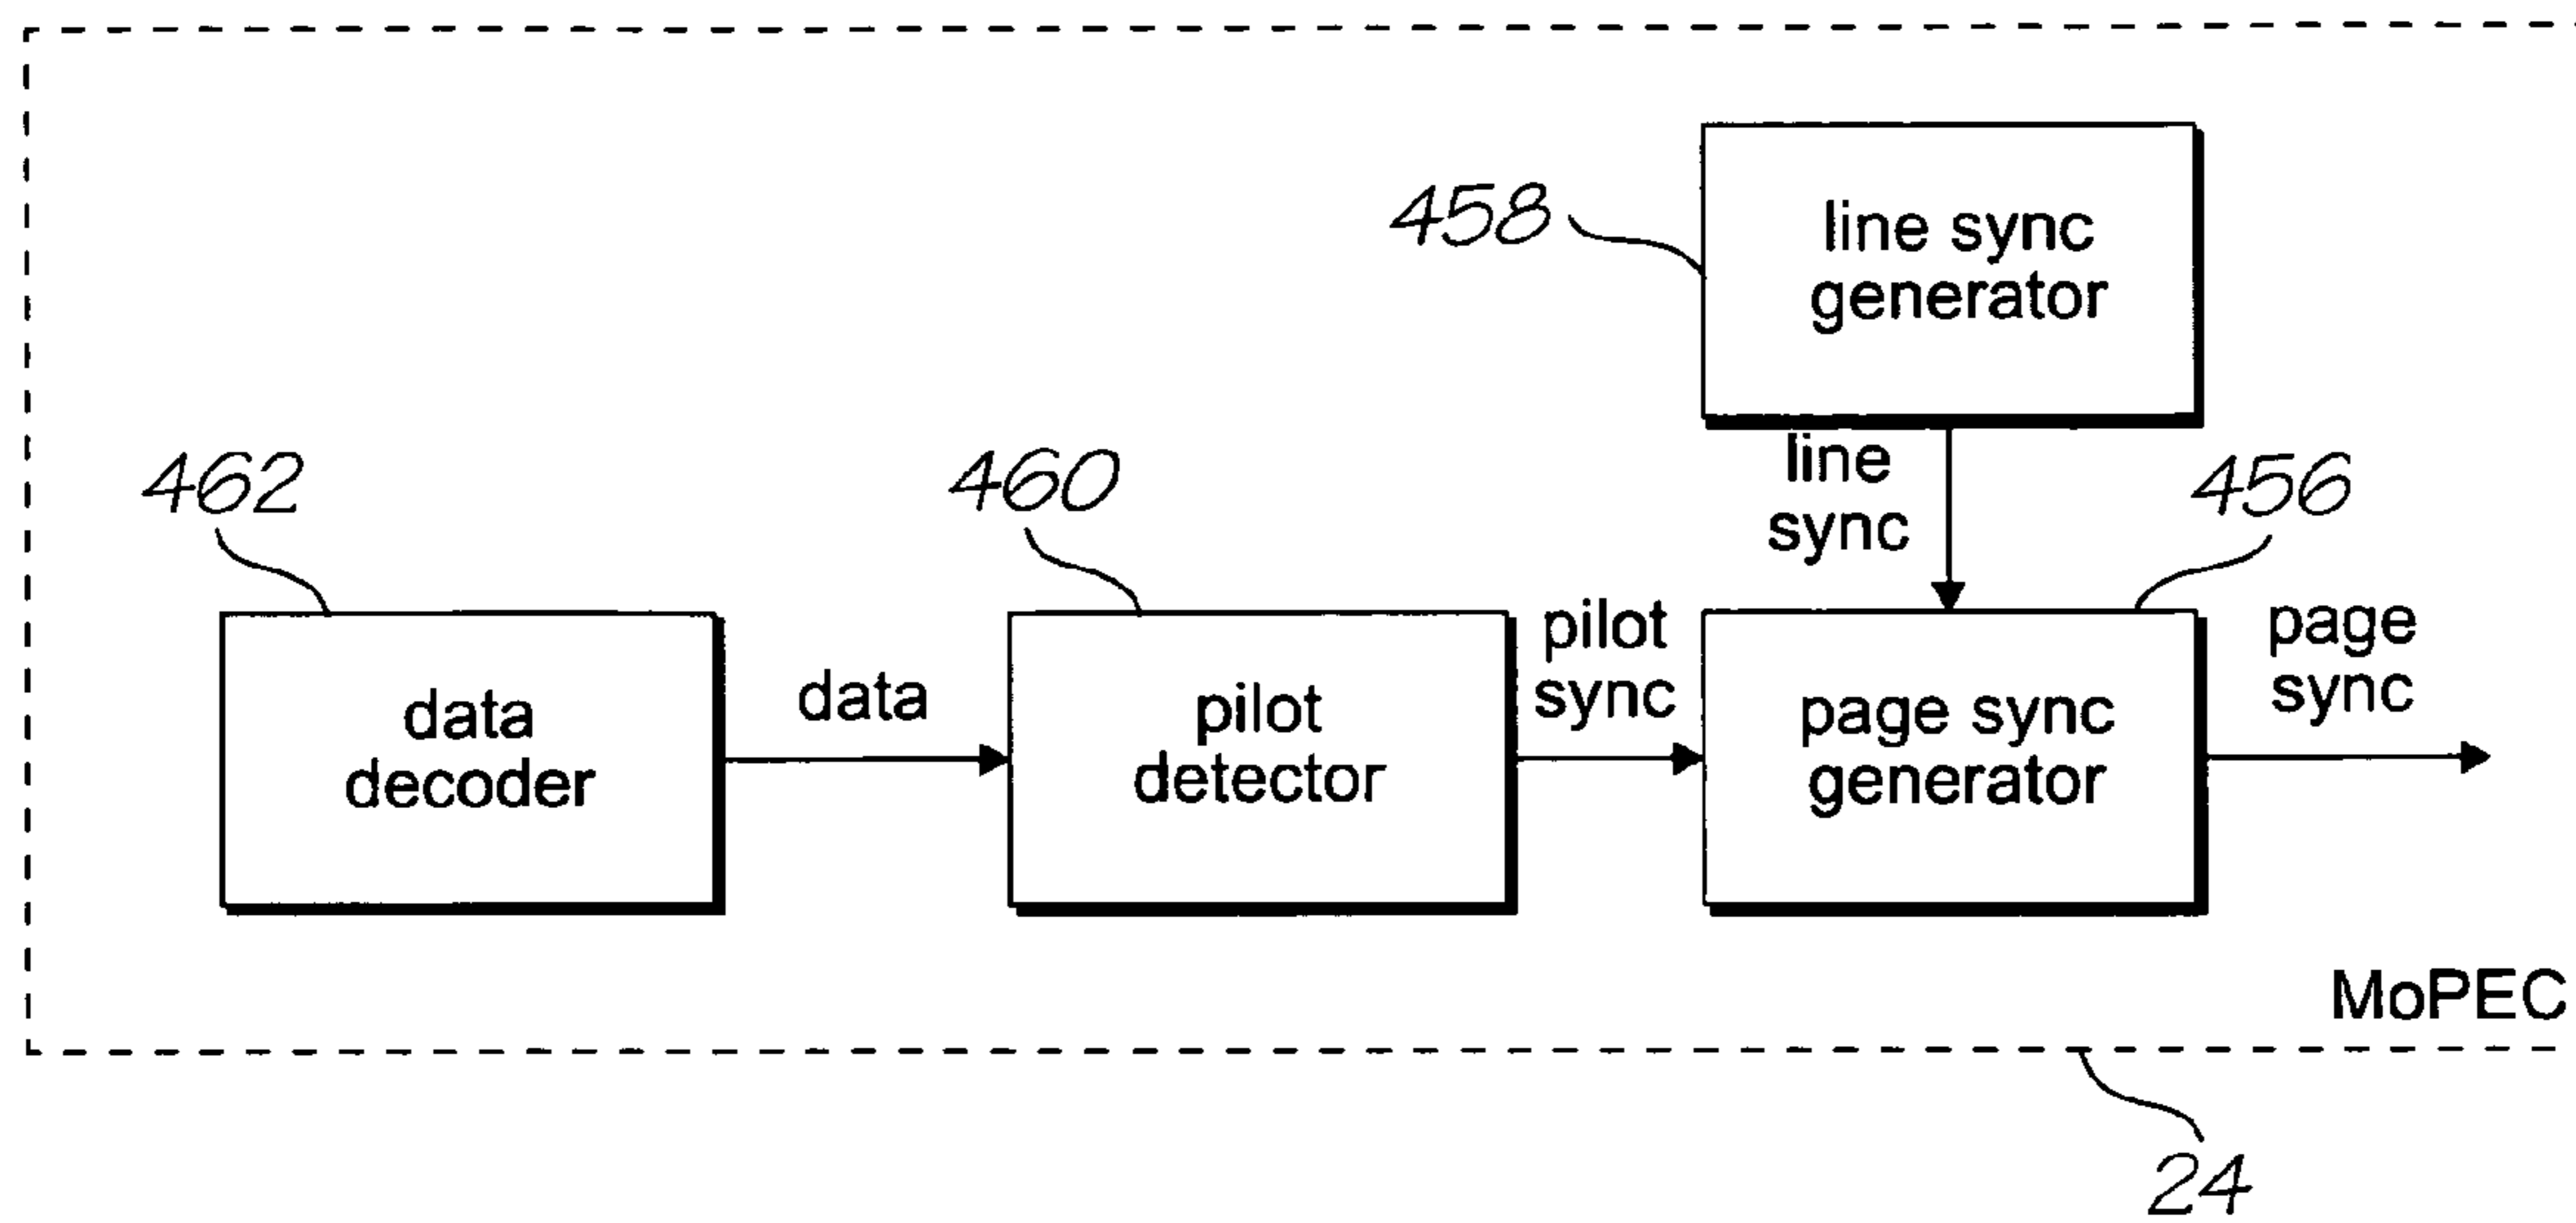 458
line sync
generator
line
sync
462
460
456
data
decoder
data
pilot
detector
pilot
sync
page sync
generator
page
sync
MoPEC
24